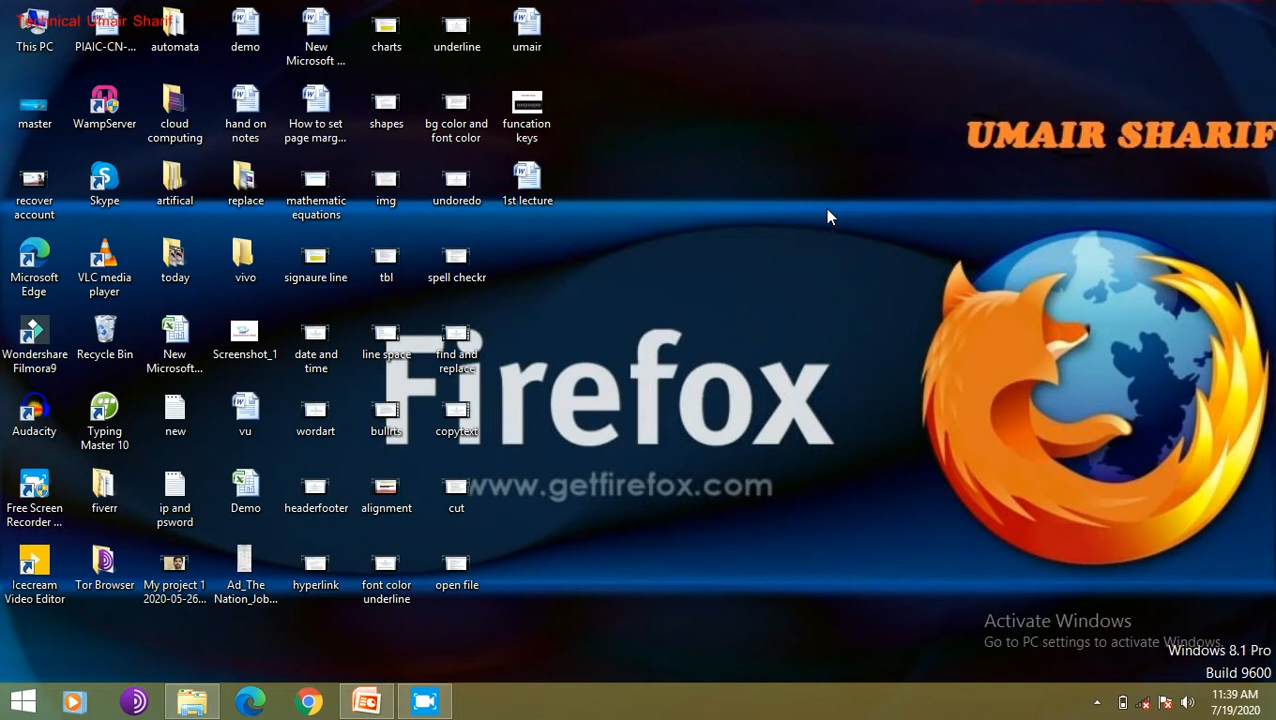 Technical Umair Sharif
This PC
PIAIC-CN-...
automata
demo
New
Microsoft ...
charts
underline
umair
master
WampServer
cloud
computing
hand on
notes
How to set
page marg...
shapes
bg color and
font color
funcation
keys
UMAIR SHARIF
recover
account
Skype
artifical
replace
mathematic
equations
img
undoredo
1st lecture
Microsoft
Edge
VLC media
player
today
vivo
signaure line
tbl
spell checkr
Wondershare
Filmora9
Recycle Bin
New
Microsoft...
Screenshot_1
date and
time
line space
find and
replace
Firefox
Audacity
Typing
Master 10
new
vu
wordart
bullrts
copytext
www.getfirefox.com
Free Screen
Recorder ...
fiverr
ip and
psword
Demo
headerfooter
alignment
cut
Icecream
Video Editor
Tor Browser
My project 1
2020-05-26...
Ad_The
Nation_Job...
hyperlink
font color
underline
open file
Activate Windows
Go to PC settings to activate Windows.
Windows 8.1 Pro
Build 9600
11:39 AM
7/19/2020